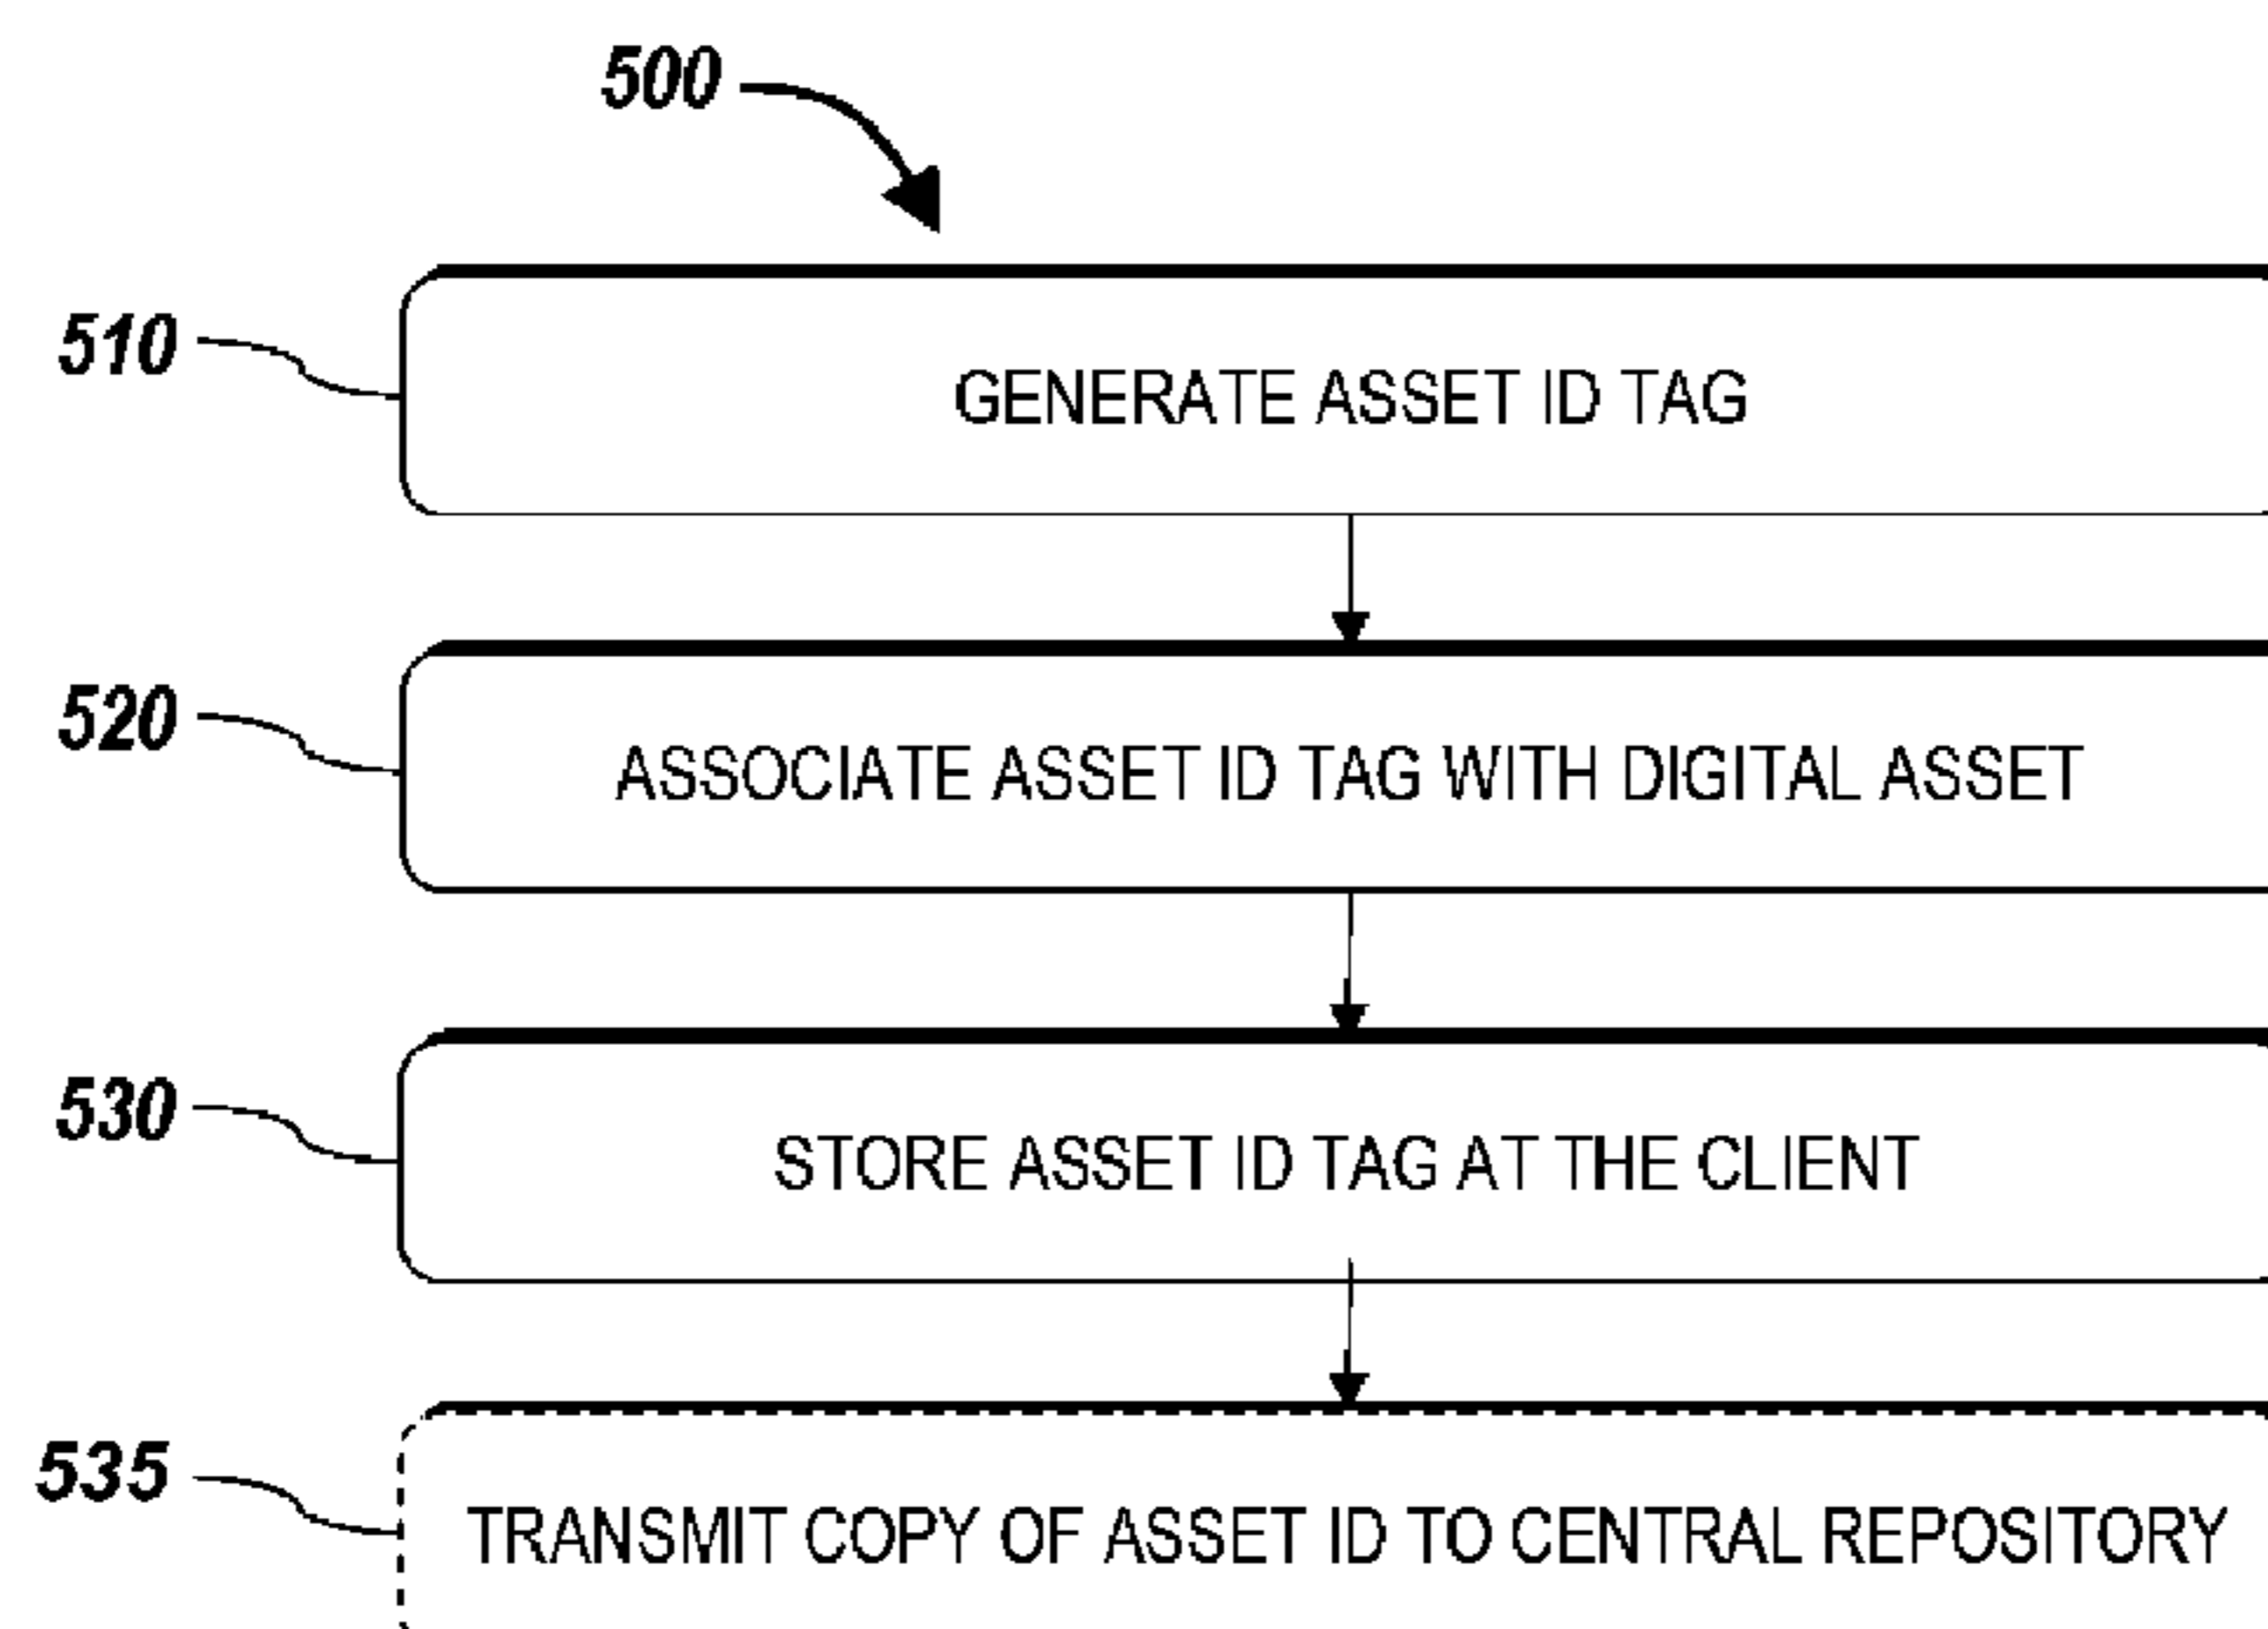 500
510
GENERATE ASSET ID TAG
520
ASSOCIATE ASSET ID TAG WITH DIGITAL ASSET
530
STORE ASSET ID TAG AT THE CLIENT
535
TRANSMIT COPY OF ASSET ID TO CENTRAL REPOSITORY